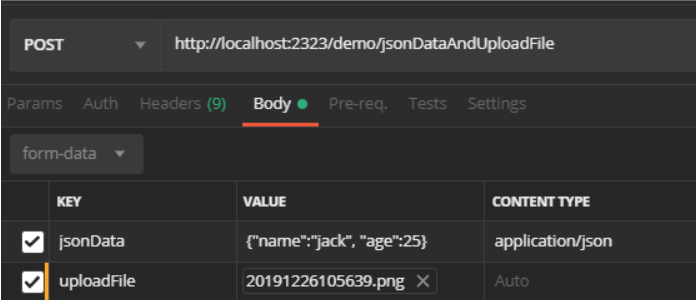 POST http://localhost:2323/demo/jsonDataAndUploadFile
Params Auth Headers (9) Body Pre-req. Tests Settings
form-data
KEY VALUE CONTENT TYPE
jsonData {"name":"jack", "age":25} application/json
uploadFile 20191226105639.png Auto